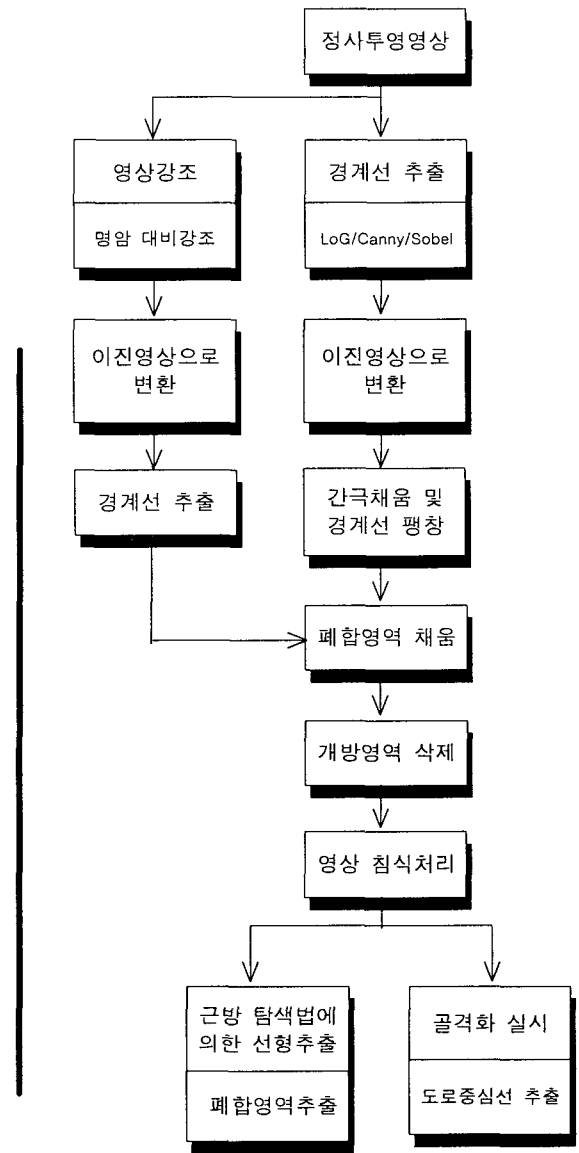 정사투영영상
영상강조
명암 대비강조
경계선 추출
LoG/Canny/Sobel
이진영상으로
변환
이진영상으로
변환
경계선 추출
간극채움 및
경계선 팽창
폐합영역 채움
개방영역 삭제
영상 침식처리
근방 탐색법에
의한 선형추출
폐합영역추출
골격화 실시
도로중심선 추출